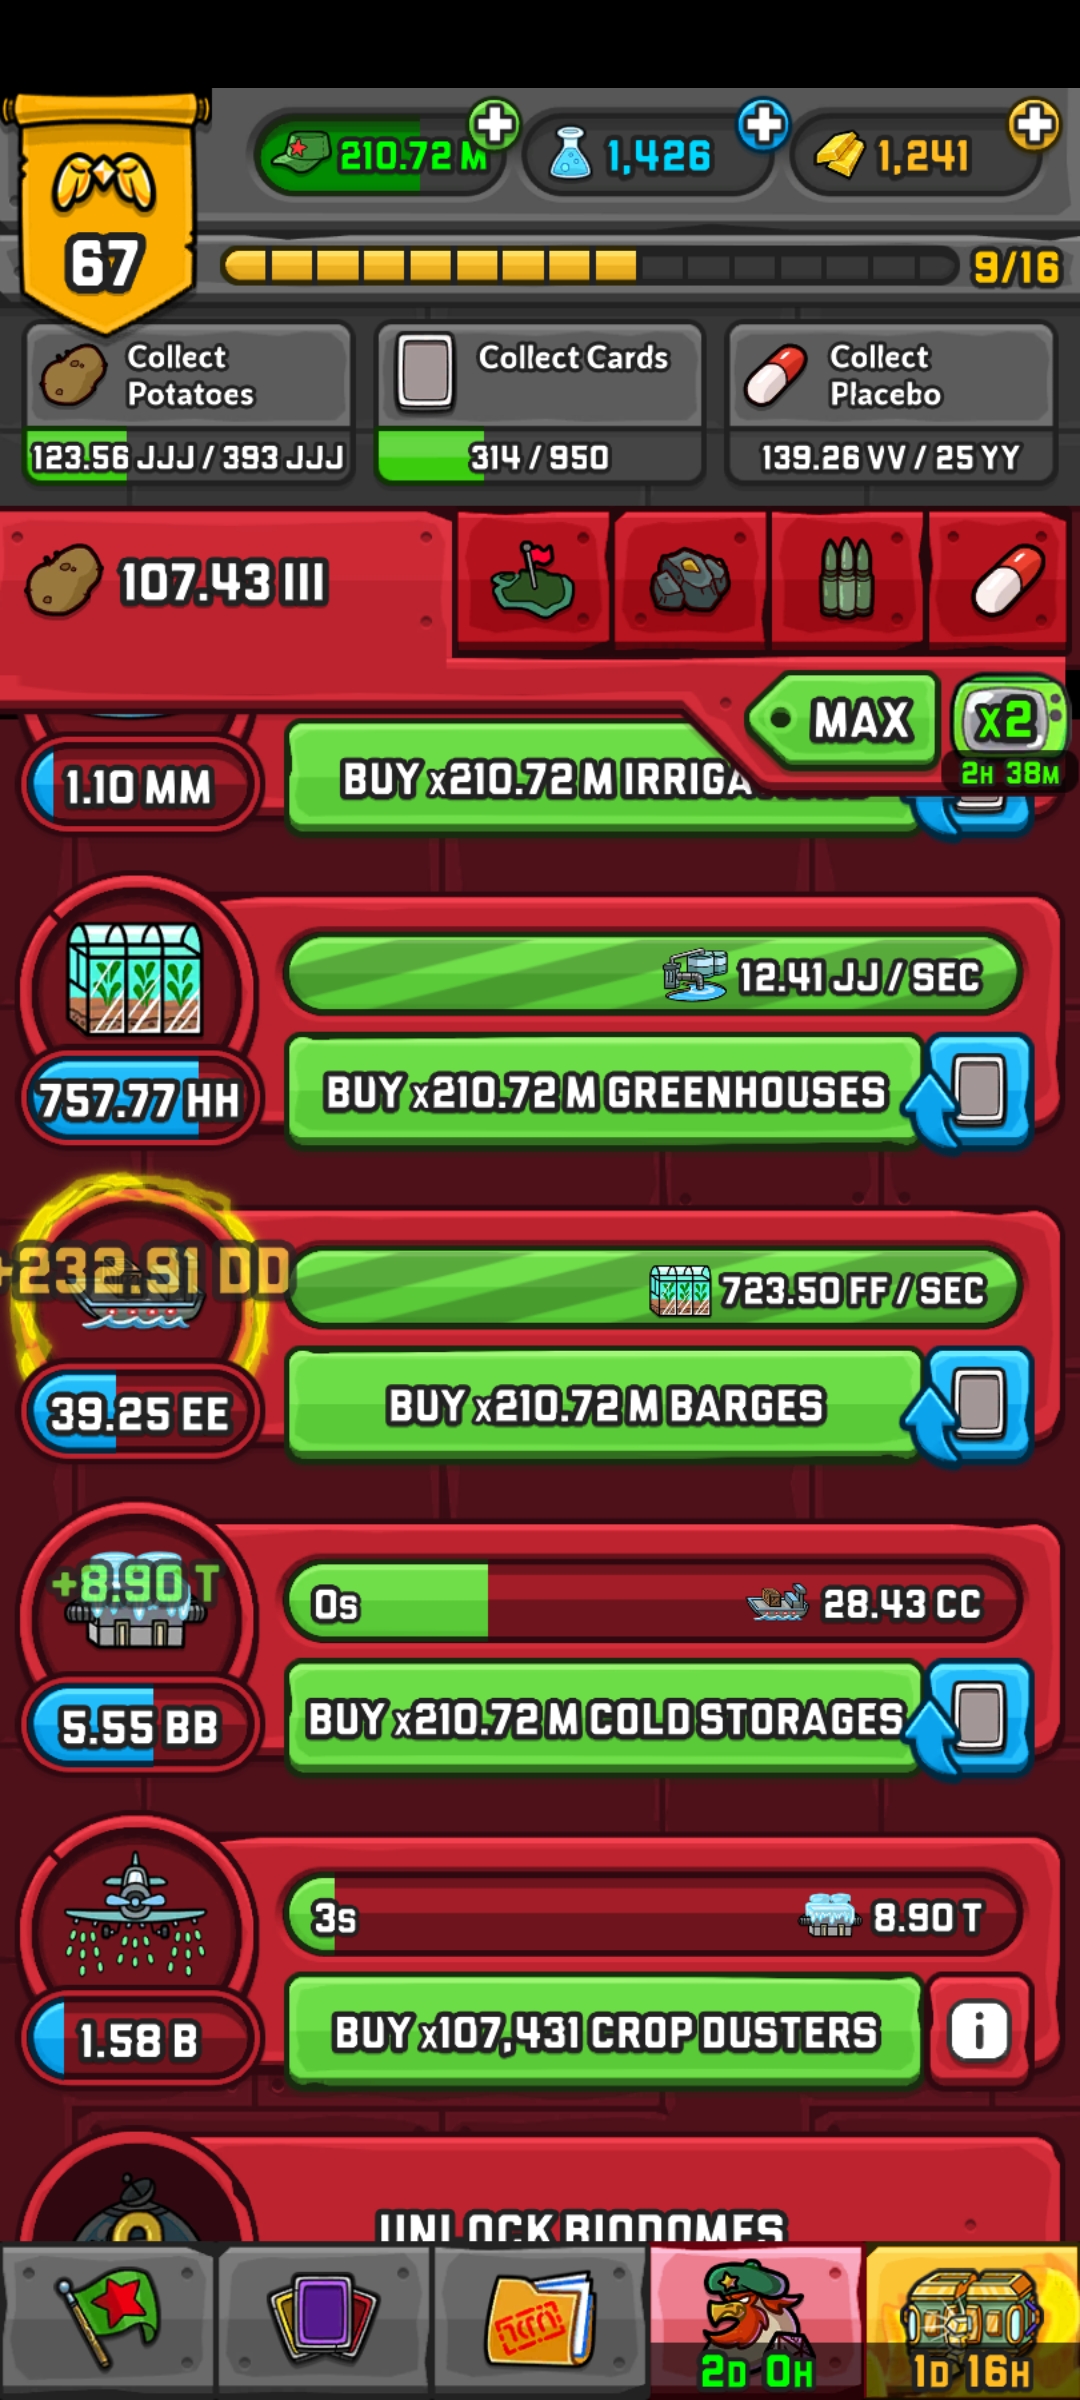 210.72 M
1,426
1,241
67
9/16
Collect
Potatoes
123.56 JJJ / 393 JJJ
Collect Cards
314 / 950
Collect
Placebo
139.26 VV / 25 YY
107.43 III
MAX
x2
2H 38M
1.10 MM
BUY x210.72 M IRRIGA
12.41 JJ / SEC
757.77 HH
BUY x210.72 M GREENHOUSES
+232.91 DD
723.50 FF / SEC
39.25 EE
BUY x210.72 M BARGES
+8.90 T
0s
28.43 CC
5.55 BB
BUY x210.72 M COLD STORAGES
3s
8.90 T
1.58 B
BUY x107,431 CROP DUSTERS
i
UNLOCK BIODOMES
2D 0H
1D 16H